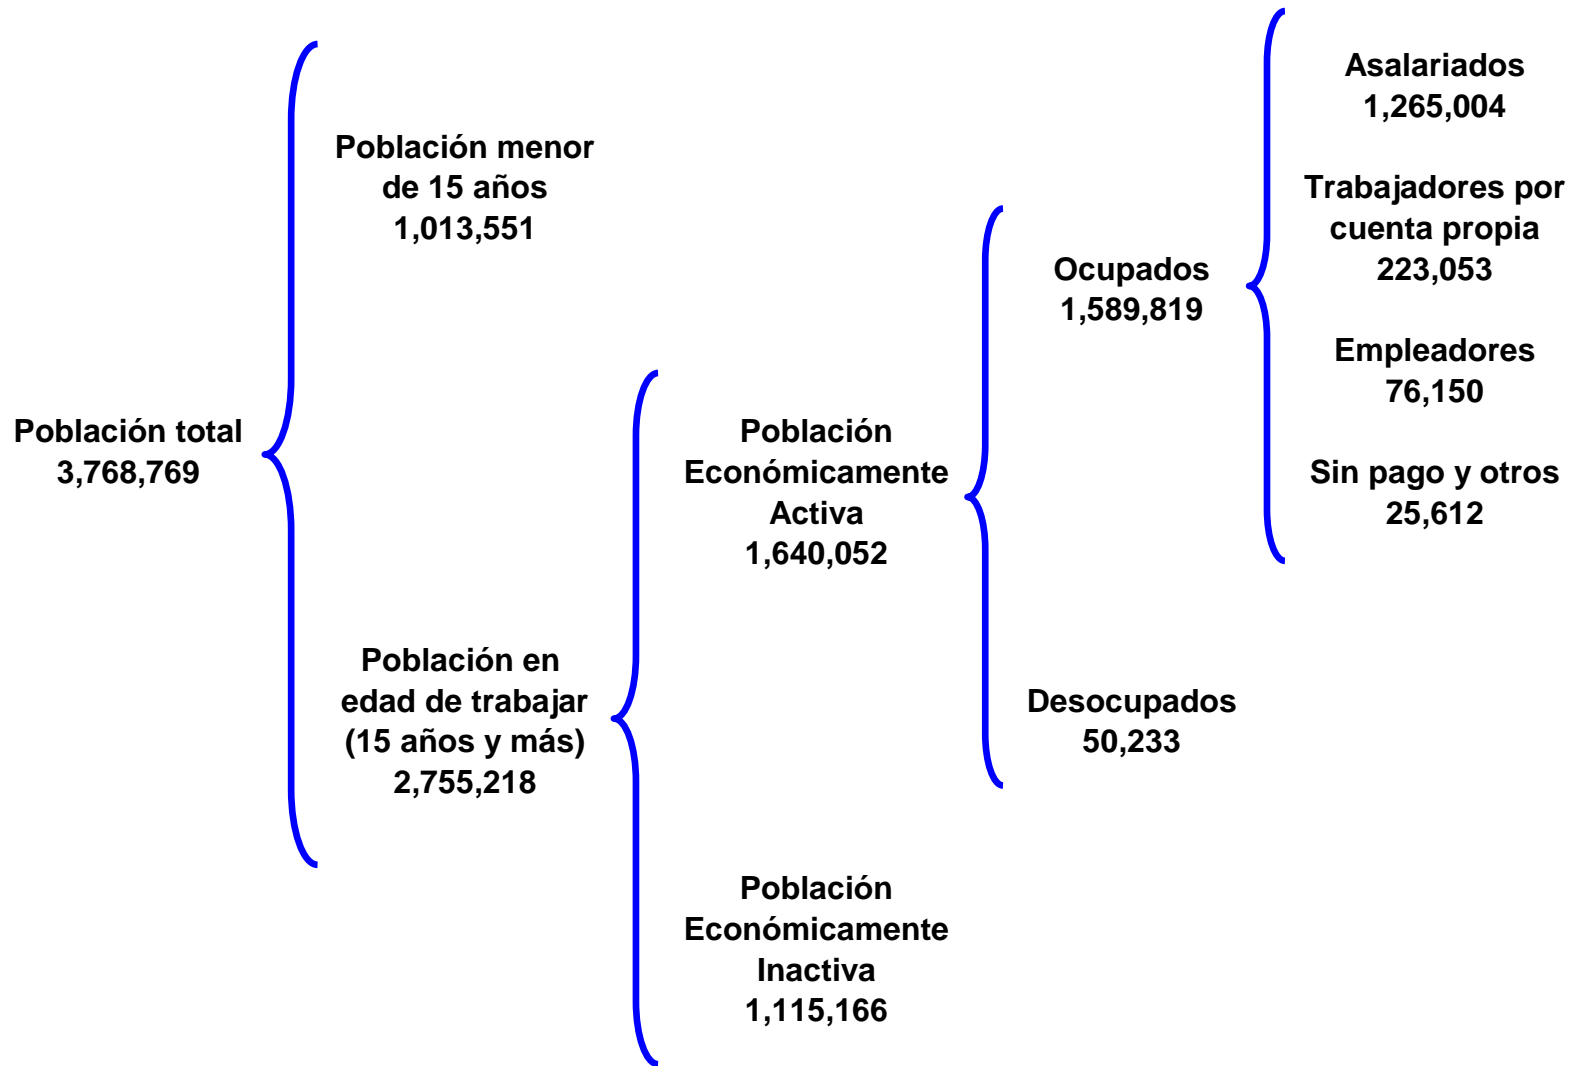 Población total
3,768,769
Población menor
de 15 años
1,013,551
Población en
edad de trabajar
(15 años y más)
2,755,218
Población
Económicamente
Activa
1,640,052
Población
Económicamente
Inactiva
1,115,166
Ocupados
1,589,819
Desocupados
50,233
Asalariados
1,265,004
Trabajadores por
cuenta propia
223,053
Empleadores
76,150
Sin pago y otros
25,612